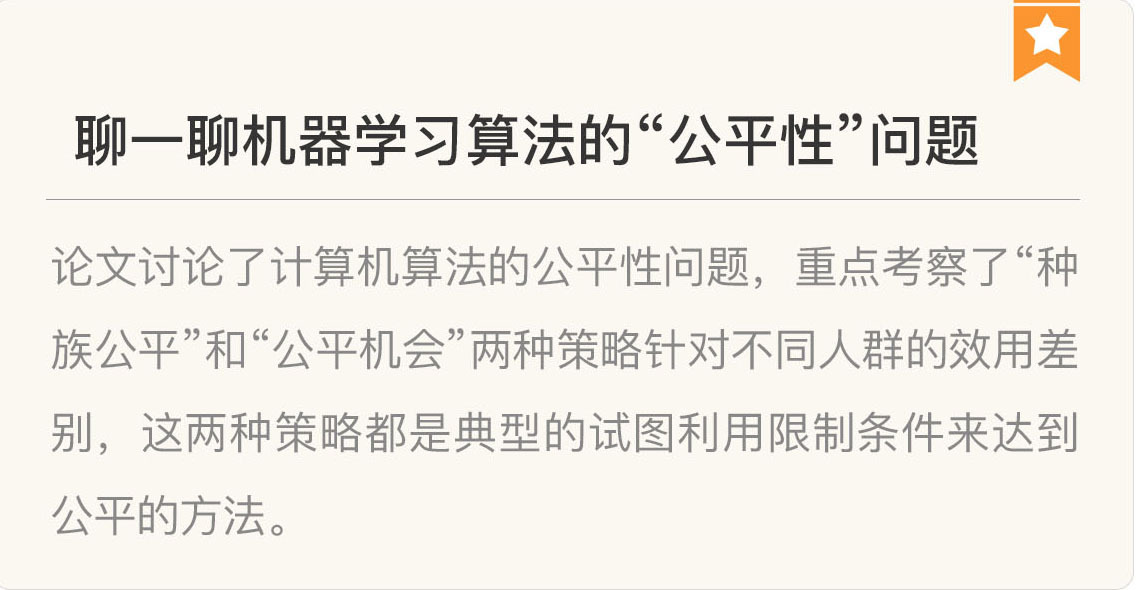 聊一聊机器学习算法的“公平性”问题
论文讨论了计算机算法的公平性问题，重点考察了“种
族公平”和“公平机会”两种策略针对不同人群的效用差
别，这两种策略都是典型的试图利用限制条件来达到
公平的方法。